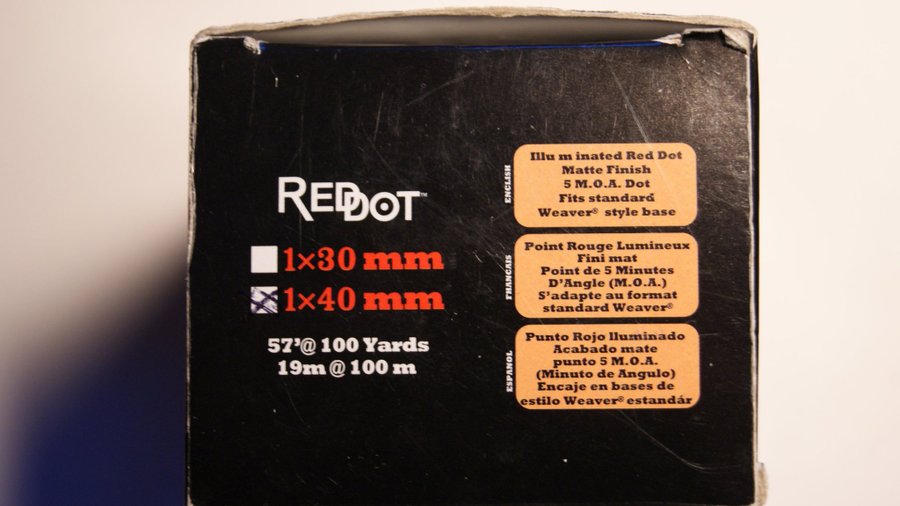 REDDOT™
1×30 mm
1×40 mm
57'@ 100 Yards
19m @ 100 m
ENGLISH
Illu m inated Red Dot
Matte Finish
5 M.O.A. Dot
Fits standard
Weaver® style base
FRANCAIS
Point Rouge Lumineux
Fini mat
Point de 5 Minutes
D'Angle (M.O.A.)
S'adapte au format
standard Weaver®
ESPANOL
Punto Rojo lluminado
Acabado mate
punto 5 M.O.A.
(Minuto de Angulo)
Encaje en bases de
estilo Weaver® estandár